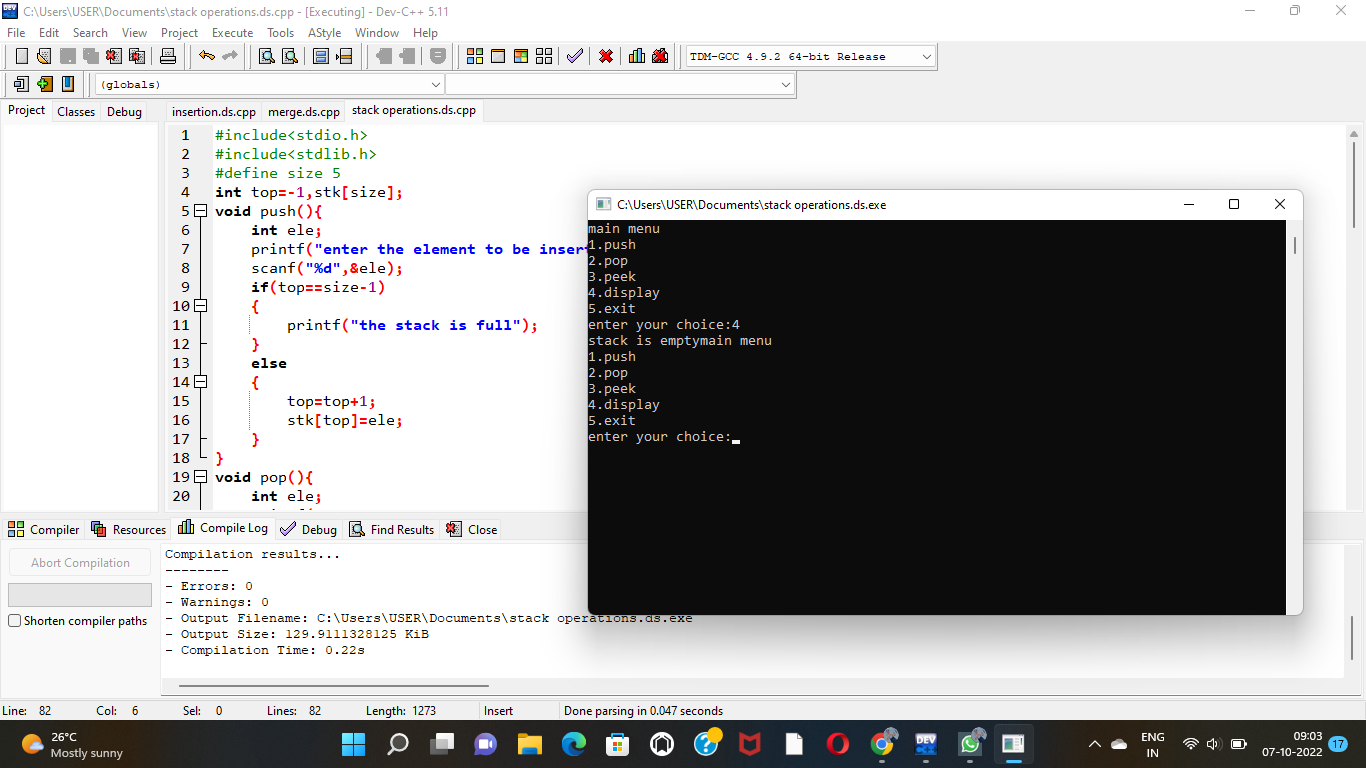 C:\Users\USER\Documents\stack operations.ds.cpp - [Executing] - Dev-C++ 5.11
File Edit Search View Project Execute Tools AStyle Window Help
TDM-GCC 4.9.2 64-bit Release
(globals)
Project Classes Debug
insertion.ds.cpp merge.ds.cpp stack operations.ds.cpp
1 #include<stdio.h>
2 #include<stdlib.h>
3 #define size 5
4 int top=-1,stk[size];
5 void push(){
6 int ele;
7 printf("enter the element to be inser
8 scanf("%d",&ele);
9 if(top==size-1)
10 {
11 printf("the stack is full");
12 }
13 else
14 {
15 top=top+1;
16 stk[top]=ele;
17 }
18 }
19 void pop(){
20 int ele;
C:\Users\USER\Documents\stack operations.ds.exe
main menu
1.push
2.pop
3.peek
4.display
5.exit
enter your choice:4
stack is emptymain menu
1.push
2.pop
3.peek
4.display
5.exit
enter your choice:
Compiler Resources Compile Log Debug Find Results Close
Abort Compilation
Shorten compiler paths
Compilation results...
--------
- Errors: 0
- Warnings: 0
- Output Filename: C:\Users\USER\Documents\stack operations.ds.exe
- Output Size: 129.9111328125 KiB
- Compilation Time: 0.22s
Line: 82 Col: 6 Sel: 0 Lines: 82 Length: 1273 Insert Done parsing in 0.047 seconds
26°C
Mostly sunny
DEV
ENG
IN
09:03
07-10-2022
17